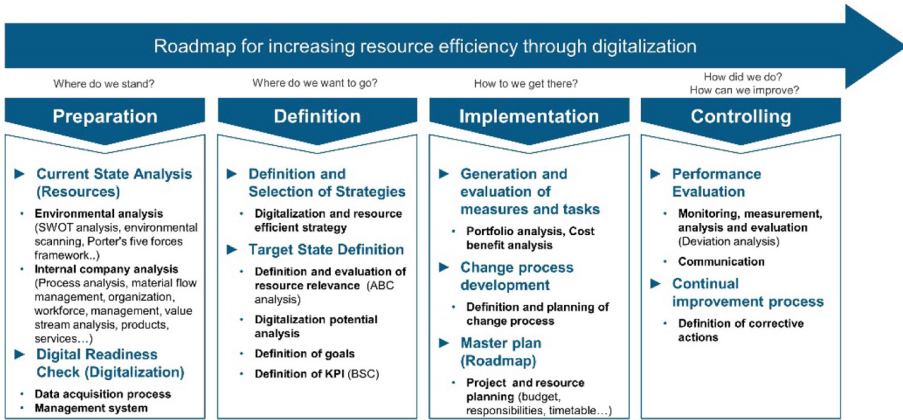 Roadmap for increasing resource efficiency through digitalization
Where do we stand?
Preparation
► Current State Analysis
(Resources)
• Environmental analysis
(SWOT analysis, environmental
scanning, Porter's five forces
framework..)
• Internal company analysis
(Process analysis, material flow
management, organization,
workforce, management, value
stream analysis, products,
services…)
► Digital Readiness
Check (Digitalization)
• Data acquisition process
• Management system
Where do we want to go?
Definition
► Definition and
Selection of Strategies
• Digitalization and resource
efficient strategy
► Target State Definition
• Definition and evaluation of
resource relevance (ABC
analysis)
• Digitalization potential
analysis
• Definition of goals
• Definition of KPI (BSC)
How to we get there?
Implementation
► Generation and
evaluation of
measures and tasks
• Portfolio analysis, Cost
benefit analysis
► Change process
development
• Definition and planning of
change process
► Master plan
(Roadmap)
• Project and resource
planning (budget,
responsibilities, timetable…)
How did we do?
How can we improve?
Controlling
► Performance
Evaluation
• Monitoring, measurement,
analysis and evaluation
(Deviation analysis)
• Communication
► Continual
improvement process
• Definition of corrective
actions